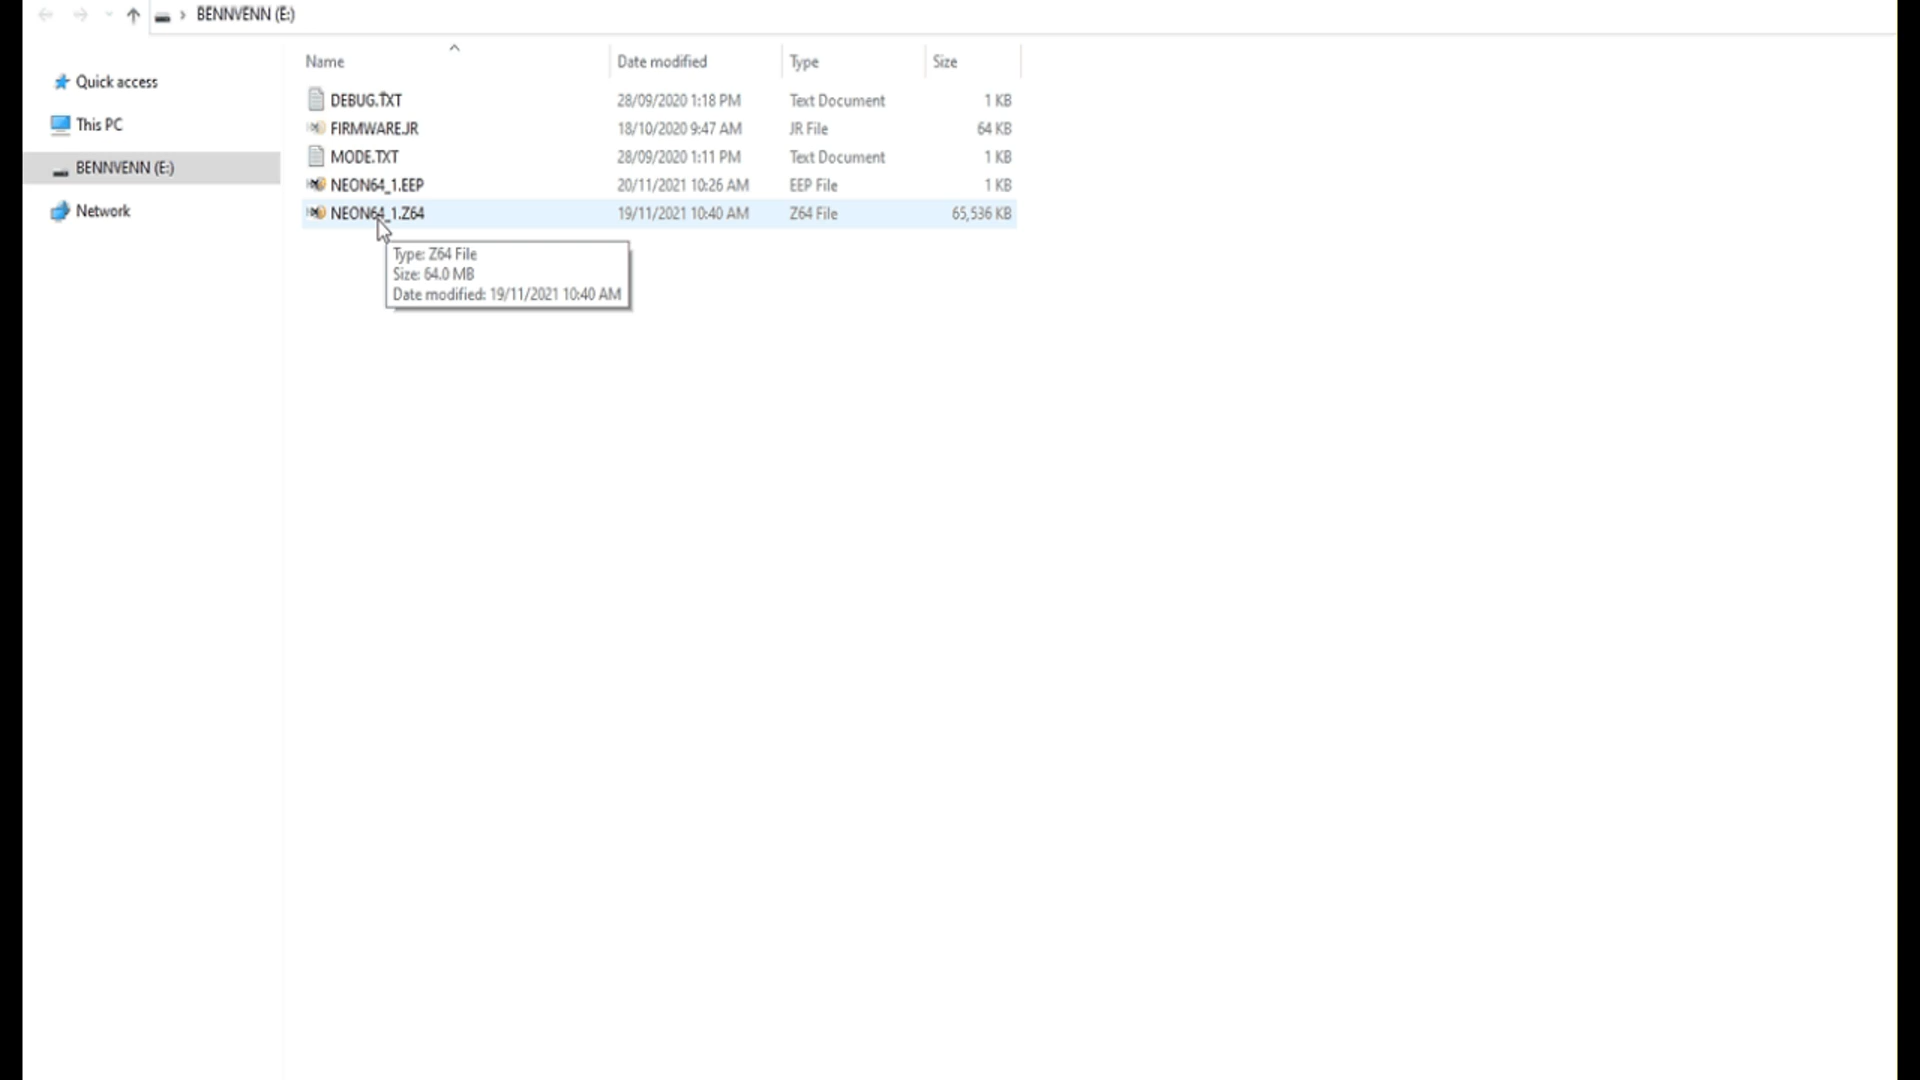 BENNVENN (E:)
Name Date modified Type Size
Quick access
This PC
BENNVENN (E:)
Network
DEBUG.TXT 28/09/2020 1:18 PM Text Document 1 KB
FIRMWARE.JR 18/10/2020 9:47 AM JR File 64 KB
MODE.TXT 28/09/2020 1:11 PM Text Document 1 KB
NEON64_1.EEP 20/11/2021 10:26 AM EEP File 1 KB
NEON64_1.Z64 19/11/2021 10:40 AM Z64 File 65,536 KB
Type: Z64 File
Size: 64.0 MB
Date modified: 19/11/2021 10:40 AM